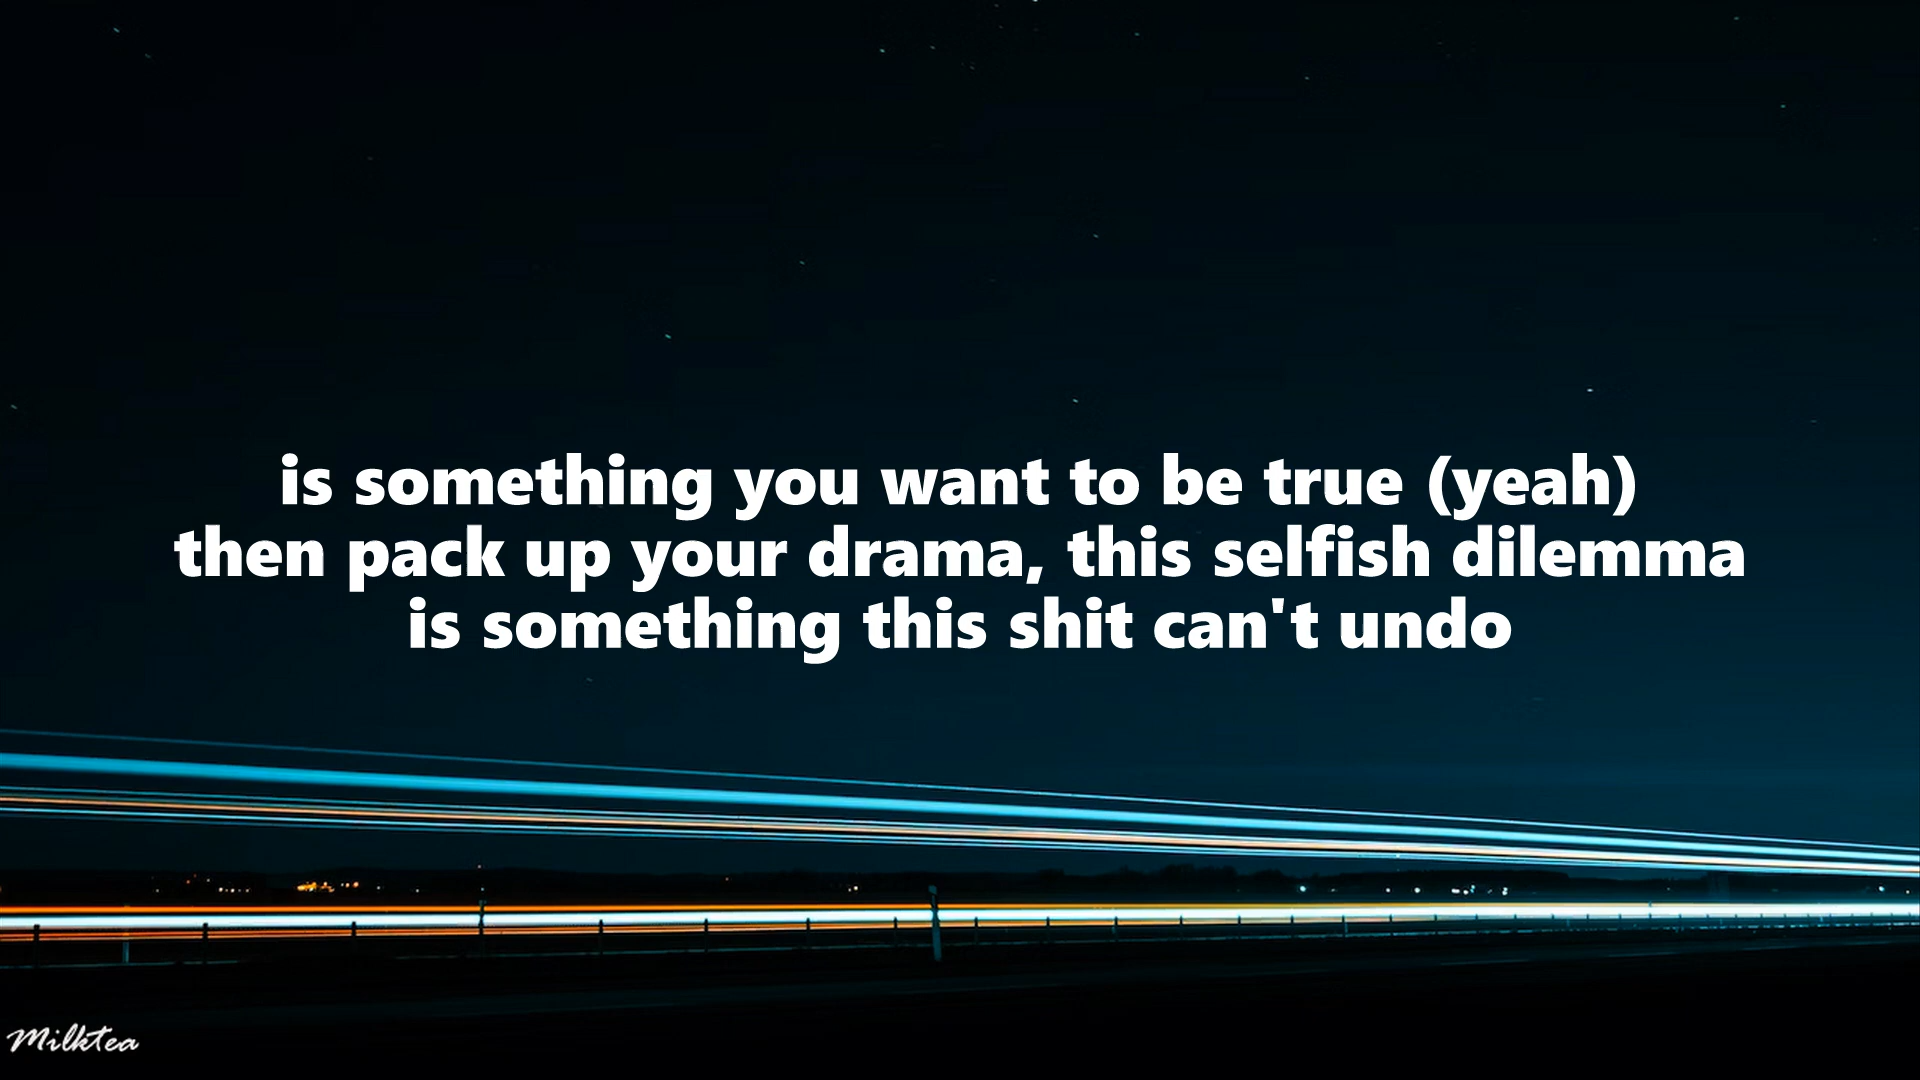 is something you want to be true (yeah)
then pack up your drama, this selfish dilemma
is something this shit can't undo
Milktea